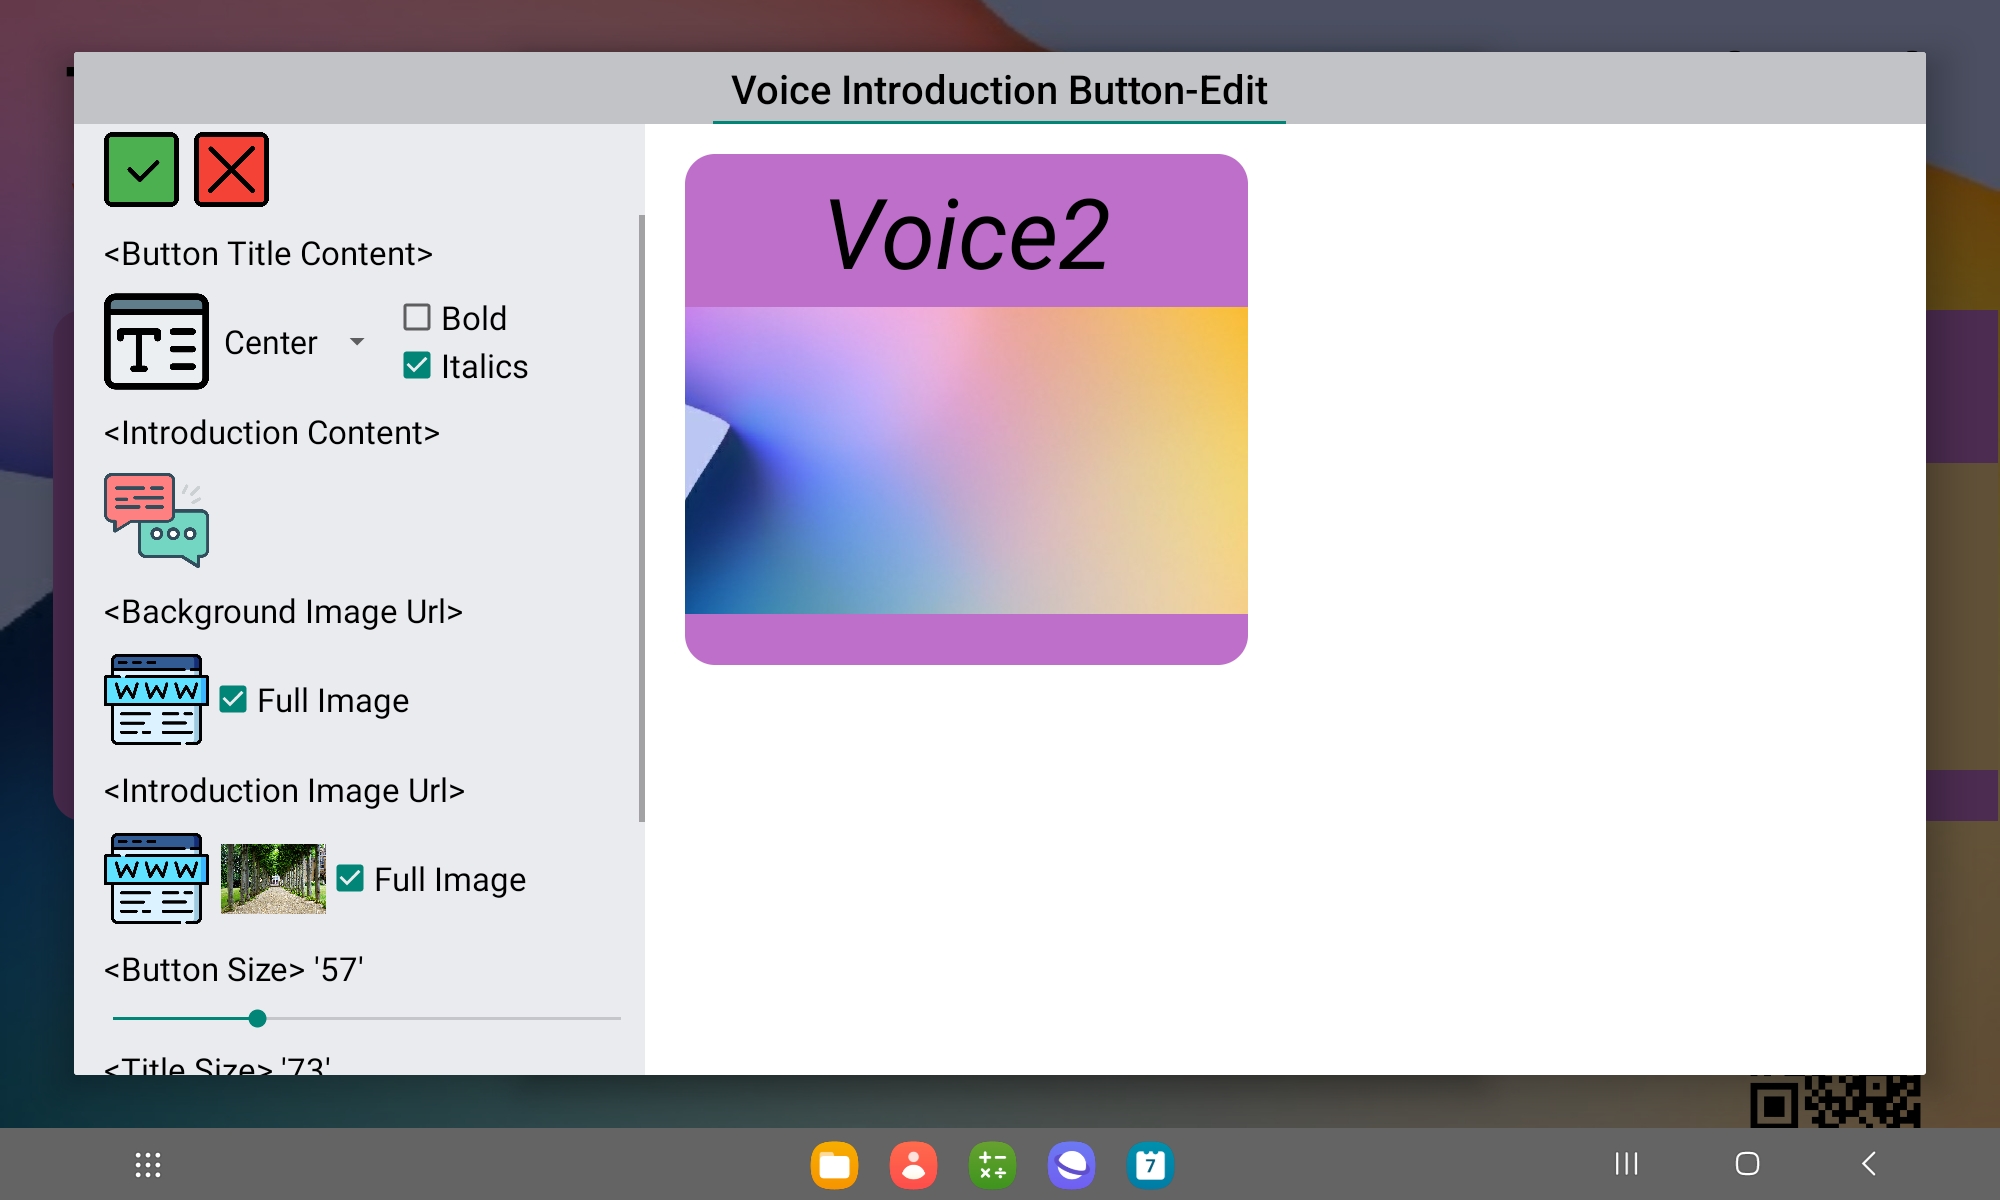 Voice Introduction Button-Edit
<Button Title Content>
T
Center
Bold
Italics
<Introduction Content>
<Background Image Url>
WWW
Full Image
<Introduction Image Url>
WWW
Full Image
<Button Size> '57'
<Title Size> '73'
Voice2
7